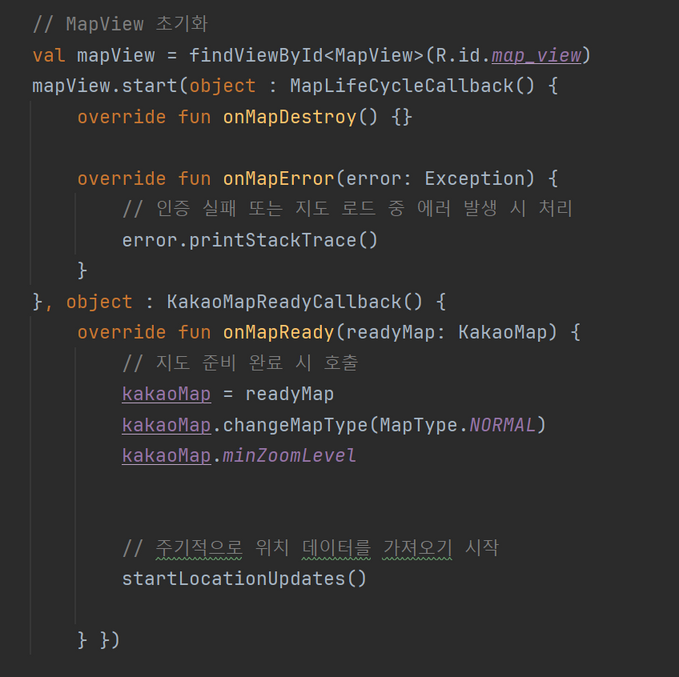 // MapView 초기화
val mapView = findViewById<MapView>(R.id.map_view)
mapView.start(object : MapLifeCycleCallback() {
override fun onMapDestroy() {}
override fun onMapError(error: Exception) {
// 인증 실패 또는 지도 로드 중 에러 발생 시 처리
error.printStackTrace()
}
}, object : KakaoMapReadyCallback() {
override fun onMapReady(readyMap: KakaoMap) {
// 지도 준비 완료 시 호출
kakaoMap = readyMap
kakaoMap.changeMapType(MapType.NORMAL)
kakaoMap.minZoomLevel
// 주기적으로 위치 데이터를 가져오기 시작
startLocationUpdates()
} })